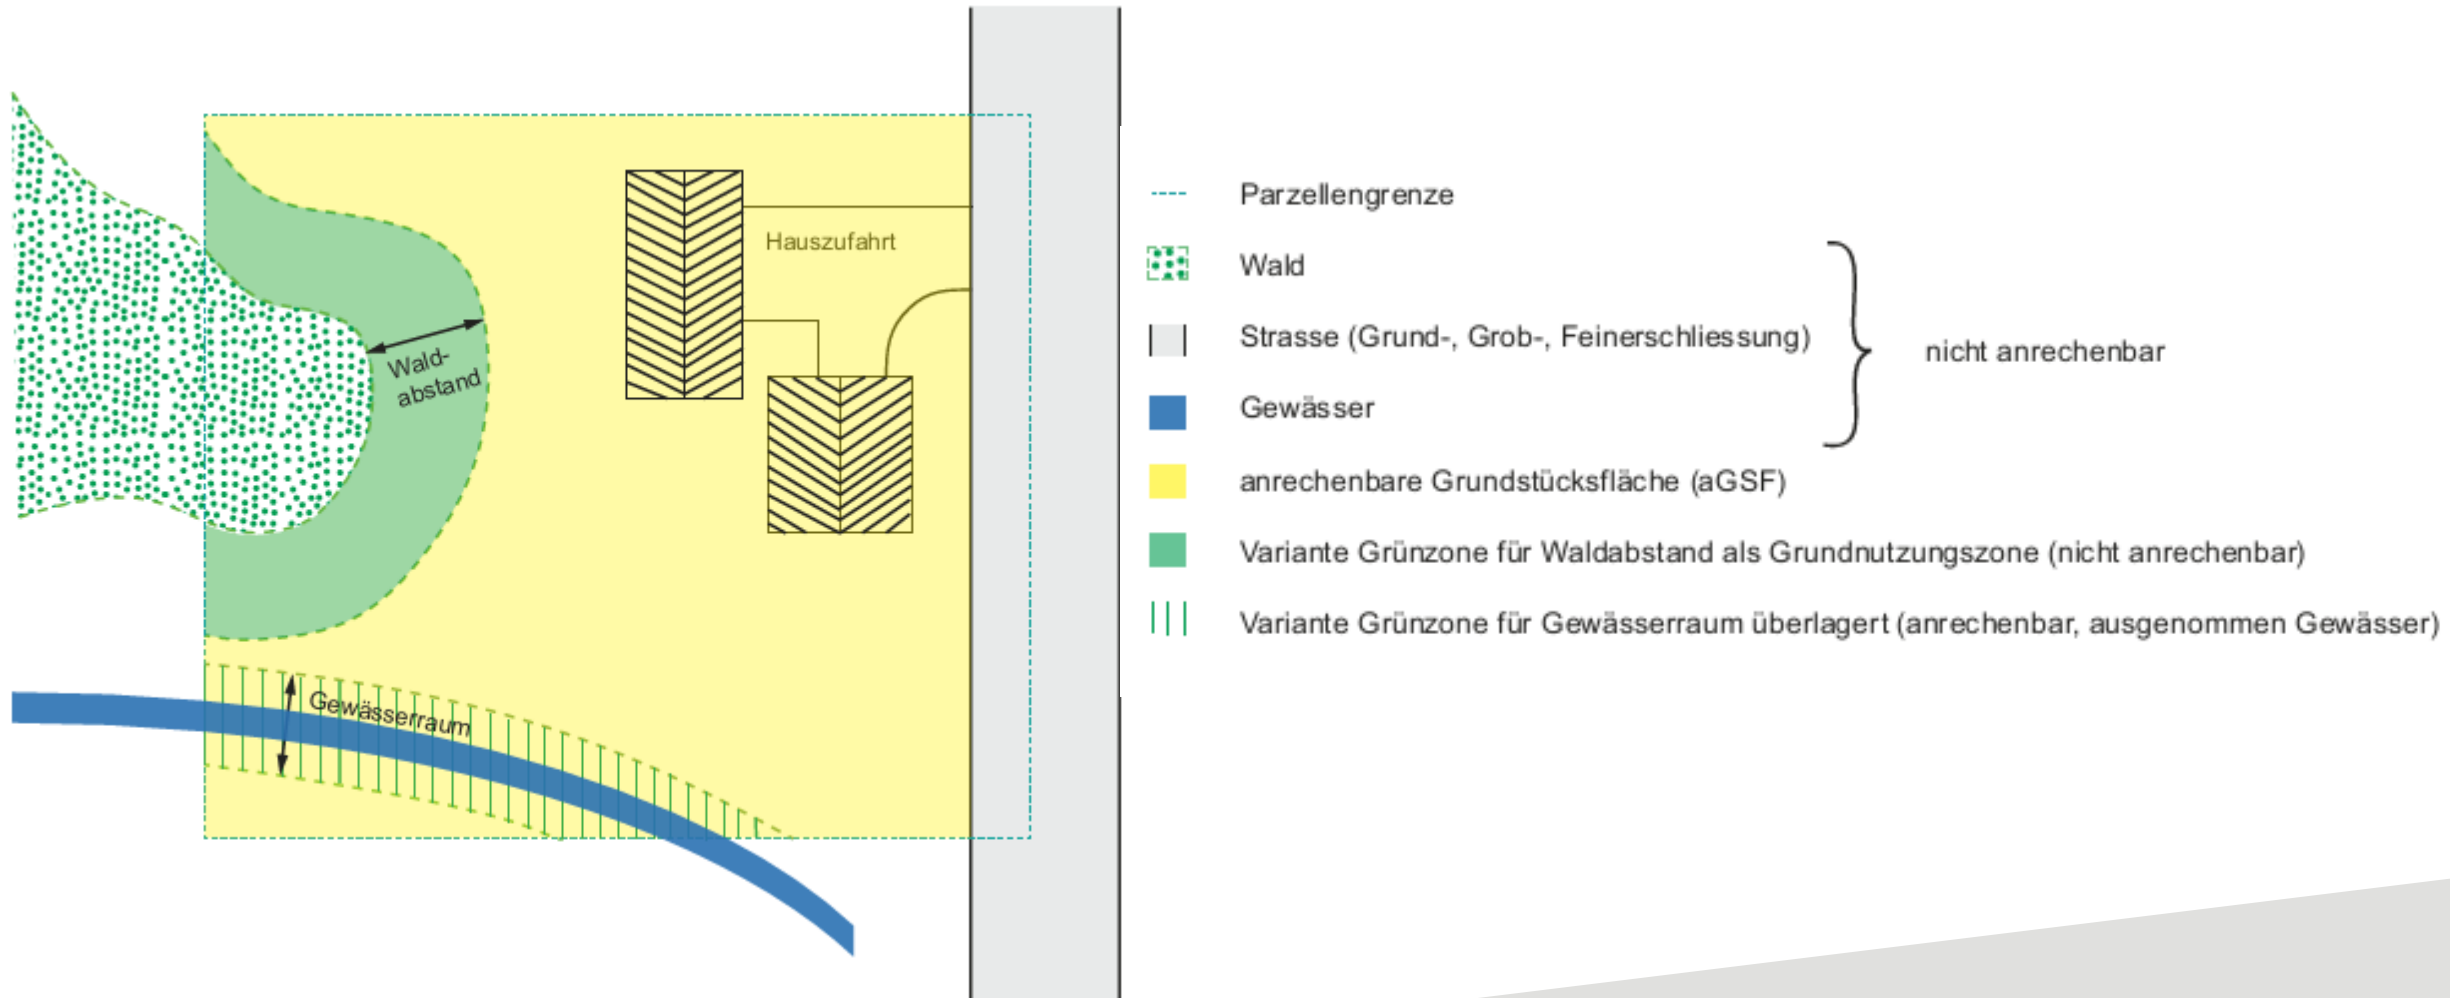 Hauszufahrt
Wald-
abstand
Gewässerraum
Parzellengrenze
Wald
Strasse (Grund-, Grob-, Feinerschliessung)
nicht anrechenbar
Gewässer
anrechenbare Grundstücksfläche (aGSF)
Variante Grünzone für Waldabstand als Grundnutzungszone (nicht anrechenbar)
Variante Grünzone für Gewässerraum überlagert (anrechenbar, ausgenommen Gewässer)